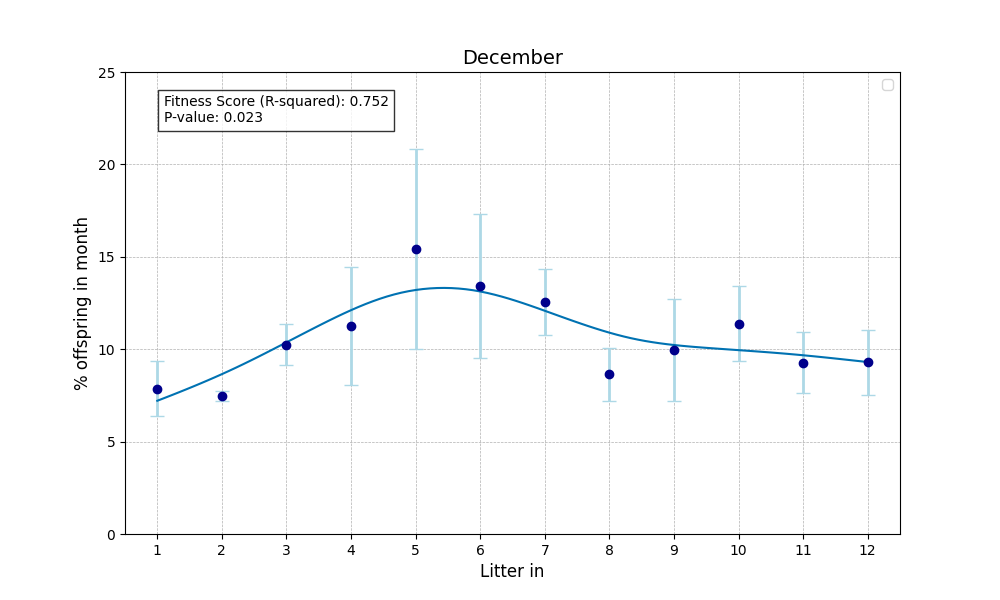 December
25
Fitness Score (R-squared): 0.752
P-value: 0.023
20
15
10
5
0
% offspring in month
1 2 3 4 5 6 7 8 9 10 11 12
Litter in